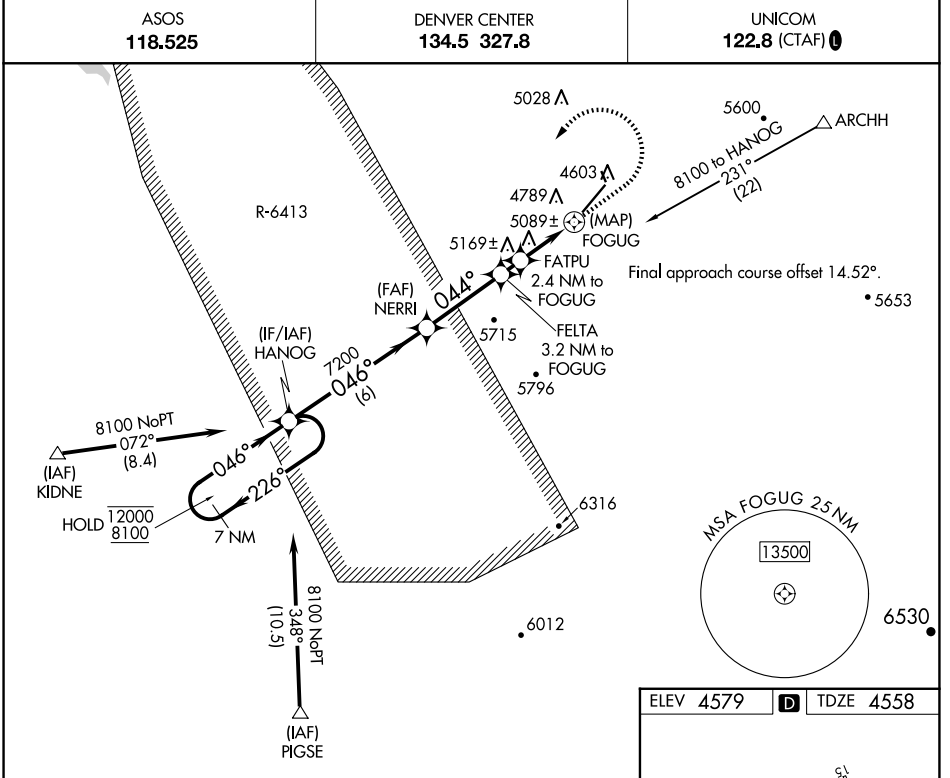 ASOS
118.525
DENVER CENTER
134.5 327.8
UNICOM
122.8 (CTAF) L
5028
5600
ARCHH
8100 to HANOG
231°
(22)
4603
4789
R-6413
5089±
(MAP)
FOGUG
5169±
FATPU
2.4 NM to
FOGUG
Final approach course offset 14.52°.
(FAF)
NERRI
044°
5653
(IF/IAF)
HANOG
5715
FELTA
3.2 NM to
FOGUG
7200
046°
(6)
5796
8100 NoPT
072°
(8.4)
(IAF)
KIDNE
046°
226°
HOLD 12000
8100
7 NM
6316
MSA FOGUG 25 NM
13500
8100 NoPT
348°
(10.5)
6012
6530
(IAF)
PIGSE
ELEV 4579 D TDZE 4558